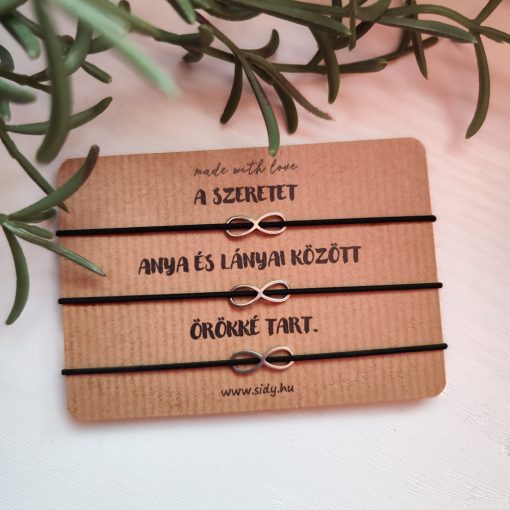 made with love
A SZERETET
ANYA ÉS LÁNYAI KÖZÖTT
ÖRÖKKÉ TART.
www.sidy.hu